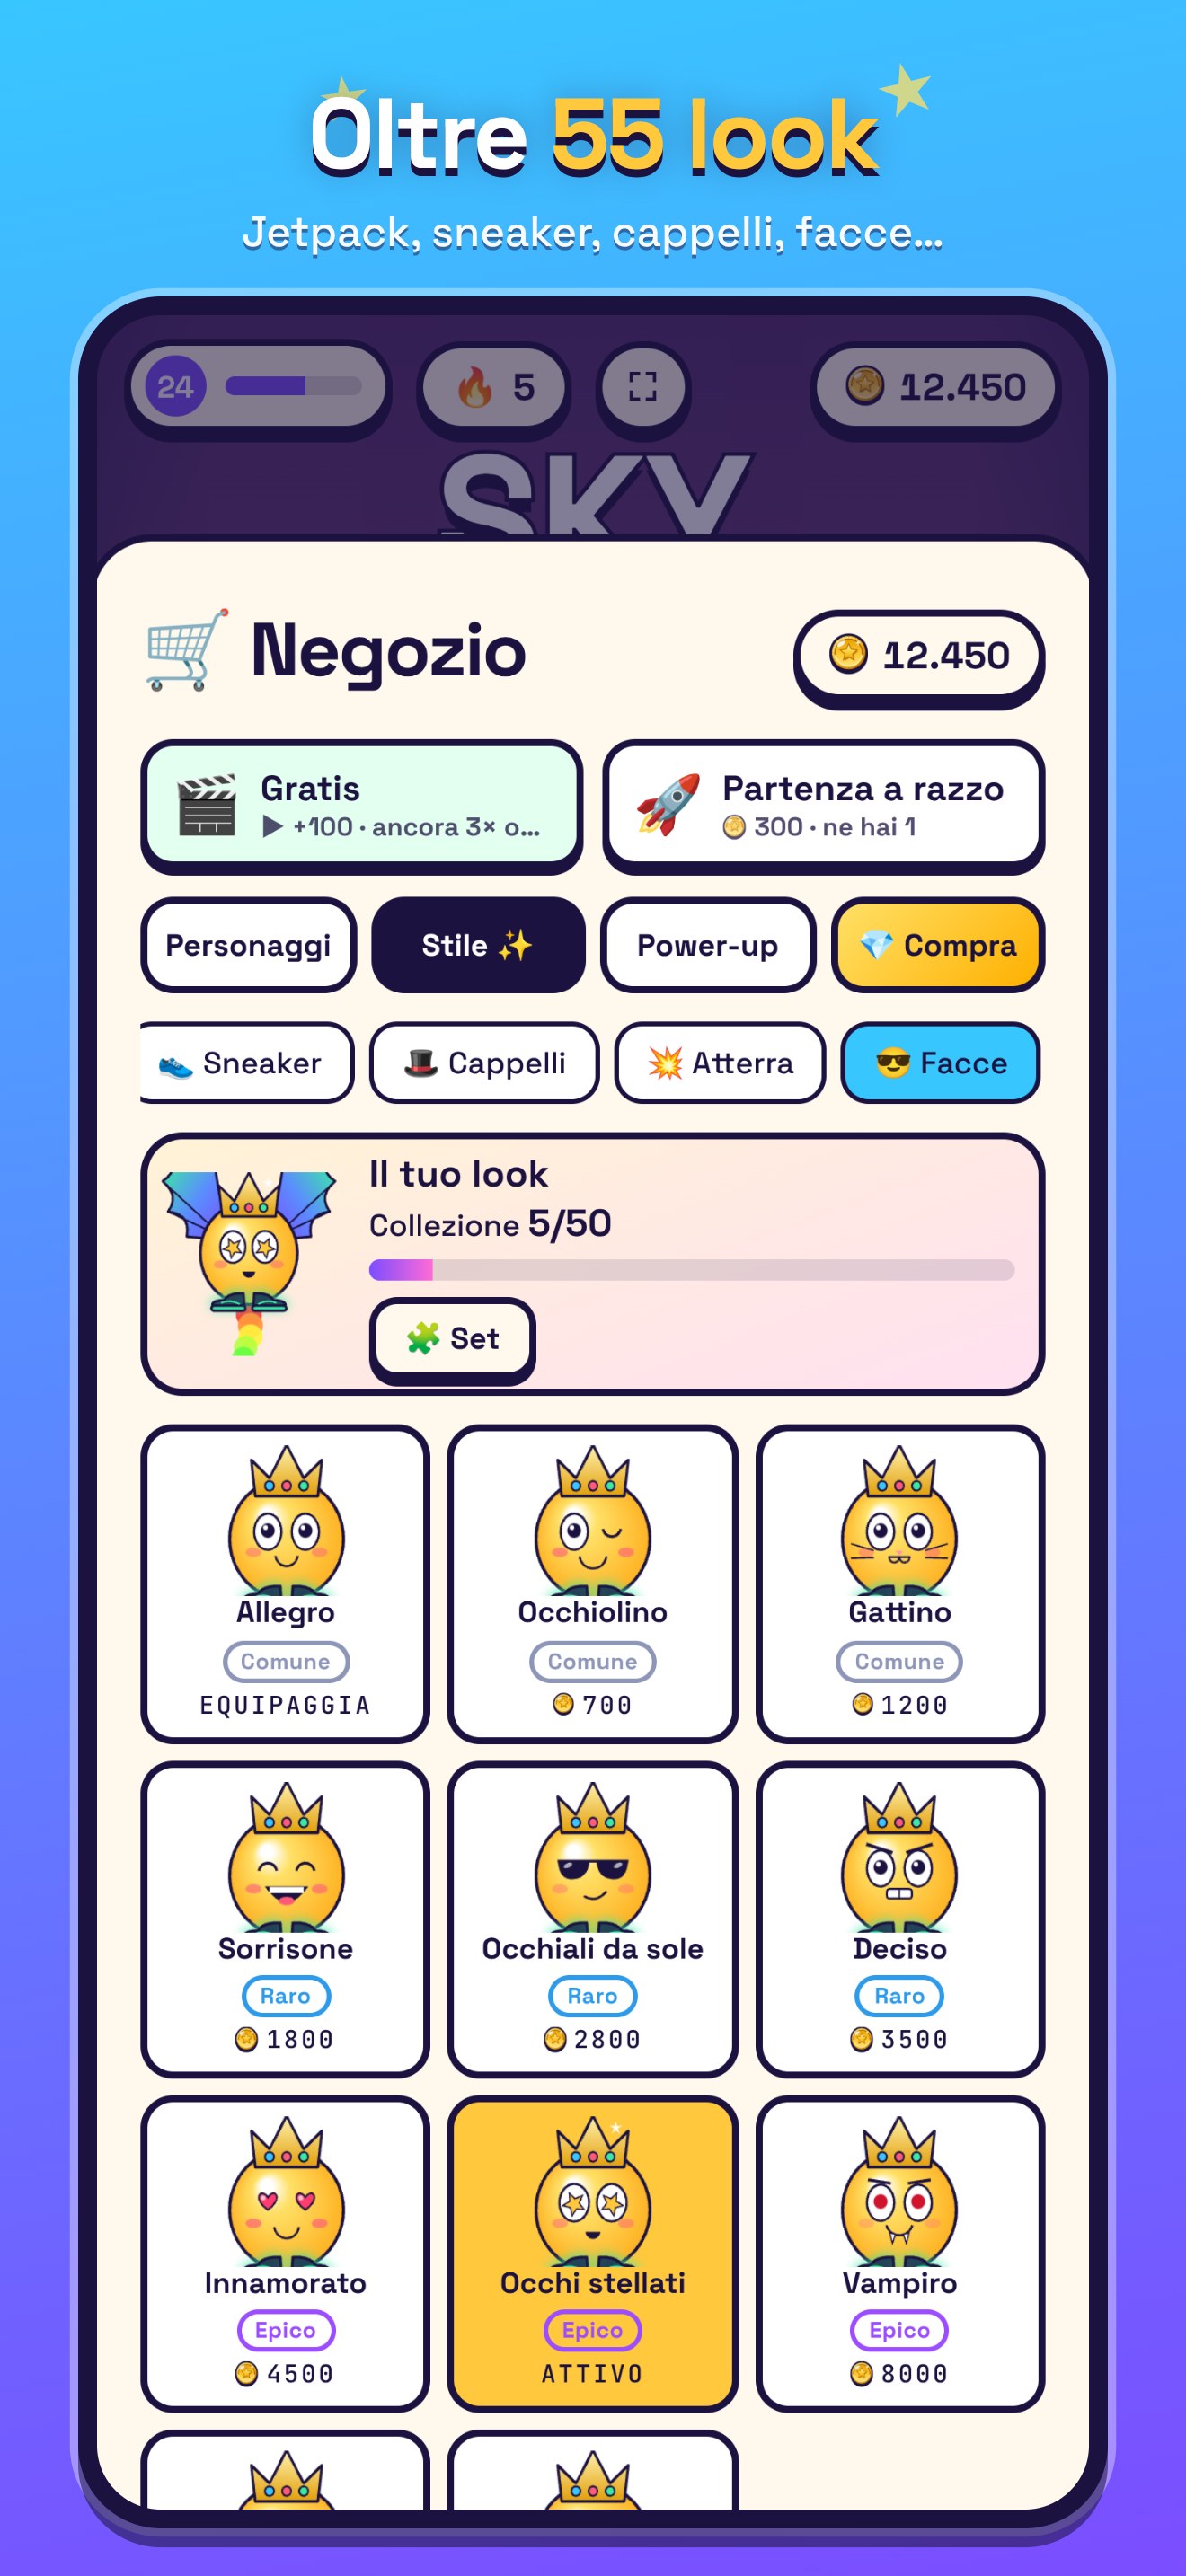 Oltre 55 look
Jetpack, sneaker, cappelli, facce...
24
5
12.450
SKY
Negozio
12.450
Gratis
+100 · ancora 3× o...
Partenza a razzo
300 · ne hai 1
Personaggi
Stile
Power-up
Compra
Sneaker
Cappelli
Atterra
Facce
Il tuo look
Collezione 5/50
Set
Allegro
Comune
EQUIPAGGIA
Occhiolino
Comune
700
Gattino
Comune
1200
Sorrisone
Raro
1800
Occhiali da sole
Raro
2800
Deciso
Raro
3500
Innamorato
Epico
4500
Occhi stellati
Epico
ATTIVO
Vampiro
Epico
8000